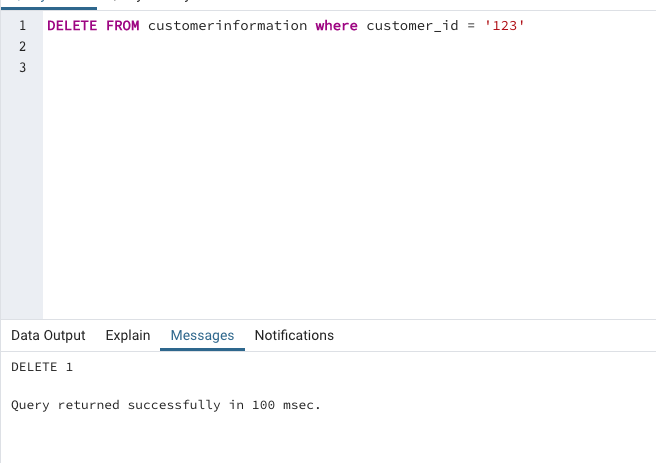 1 DELETE FROM customerinformation where customer_id = '123'
2
3
Data Output Explain Messages Notifications
DELETE 1
Query returned successfully in 100 msec.